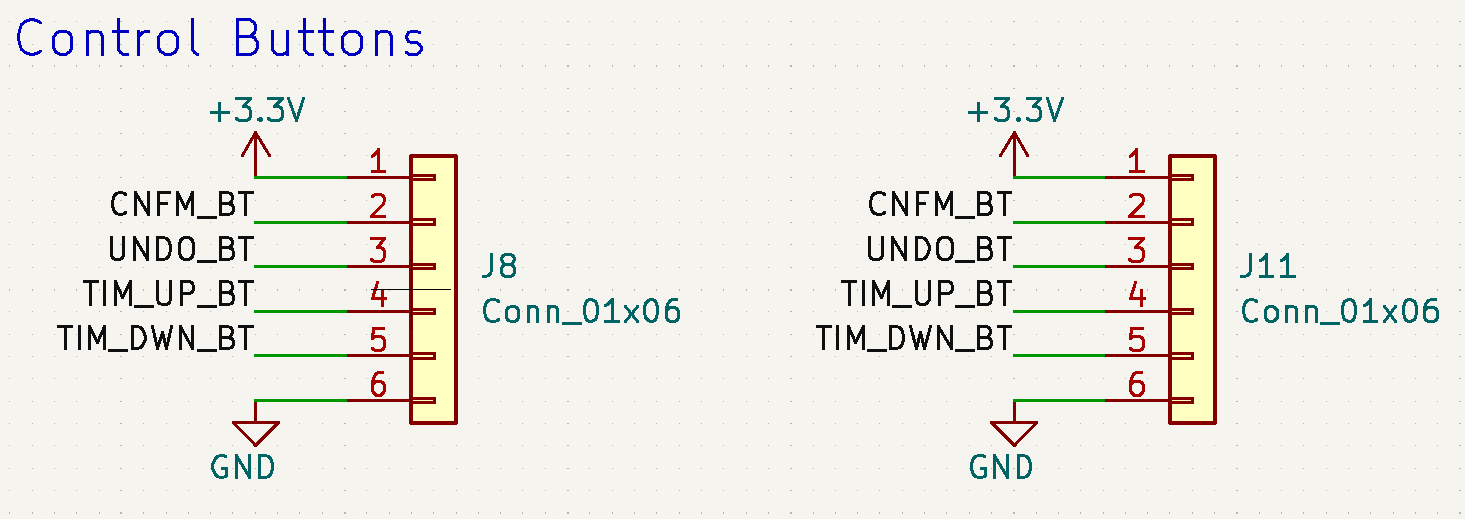 Control Buttons
+3.3V
1
CNFM_BT
2
UNDO_BT
3
TIM_UP_BT
4
TIM_DWN_BT
5
6
GND
J8
Conn_01x06
+3.3V
1
CNFM_BT
2
UNDO_BT
3
TIM_UP_BT
4
TIM_DWN_BT
5
6
GND
J11
Conn_01x06